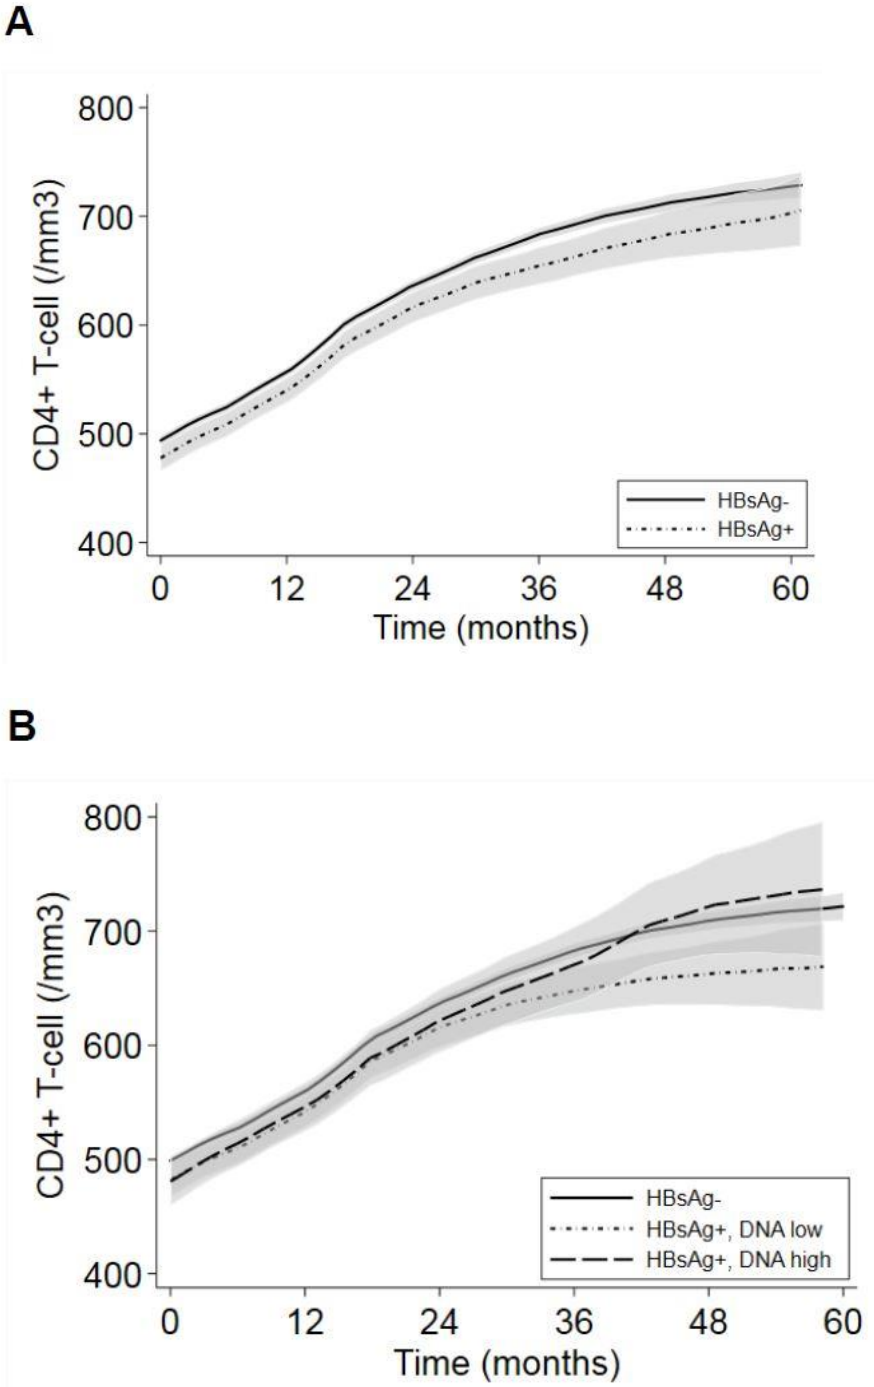 A
800
700
600
500
400
CD4+ T-cell (/mm3)
HBsAg-
HBsAg+
0 12 24 36 48 60
Time (months)
B
800
700
600
500
400
CD4+ T-cell (/mm3)
HBsAg-
HBsAg+, DNA low
HBsAg+, DNA high
0 12 24 36 48 60
Time (months)